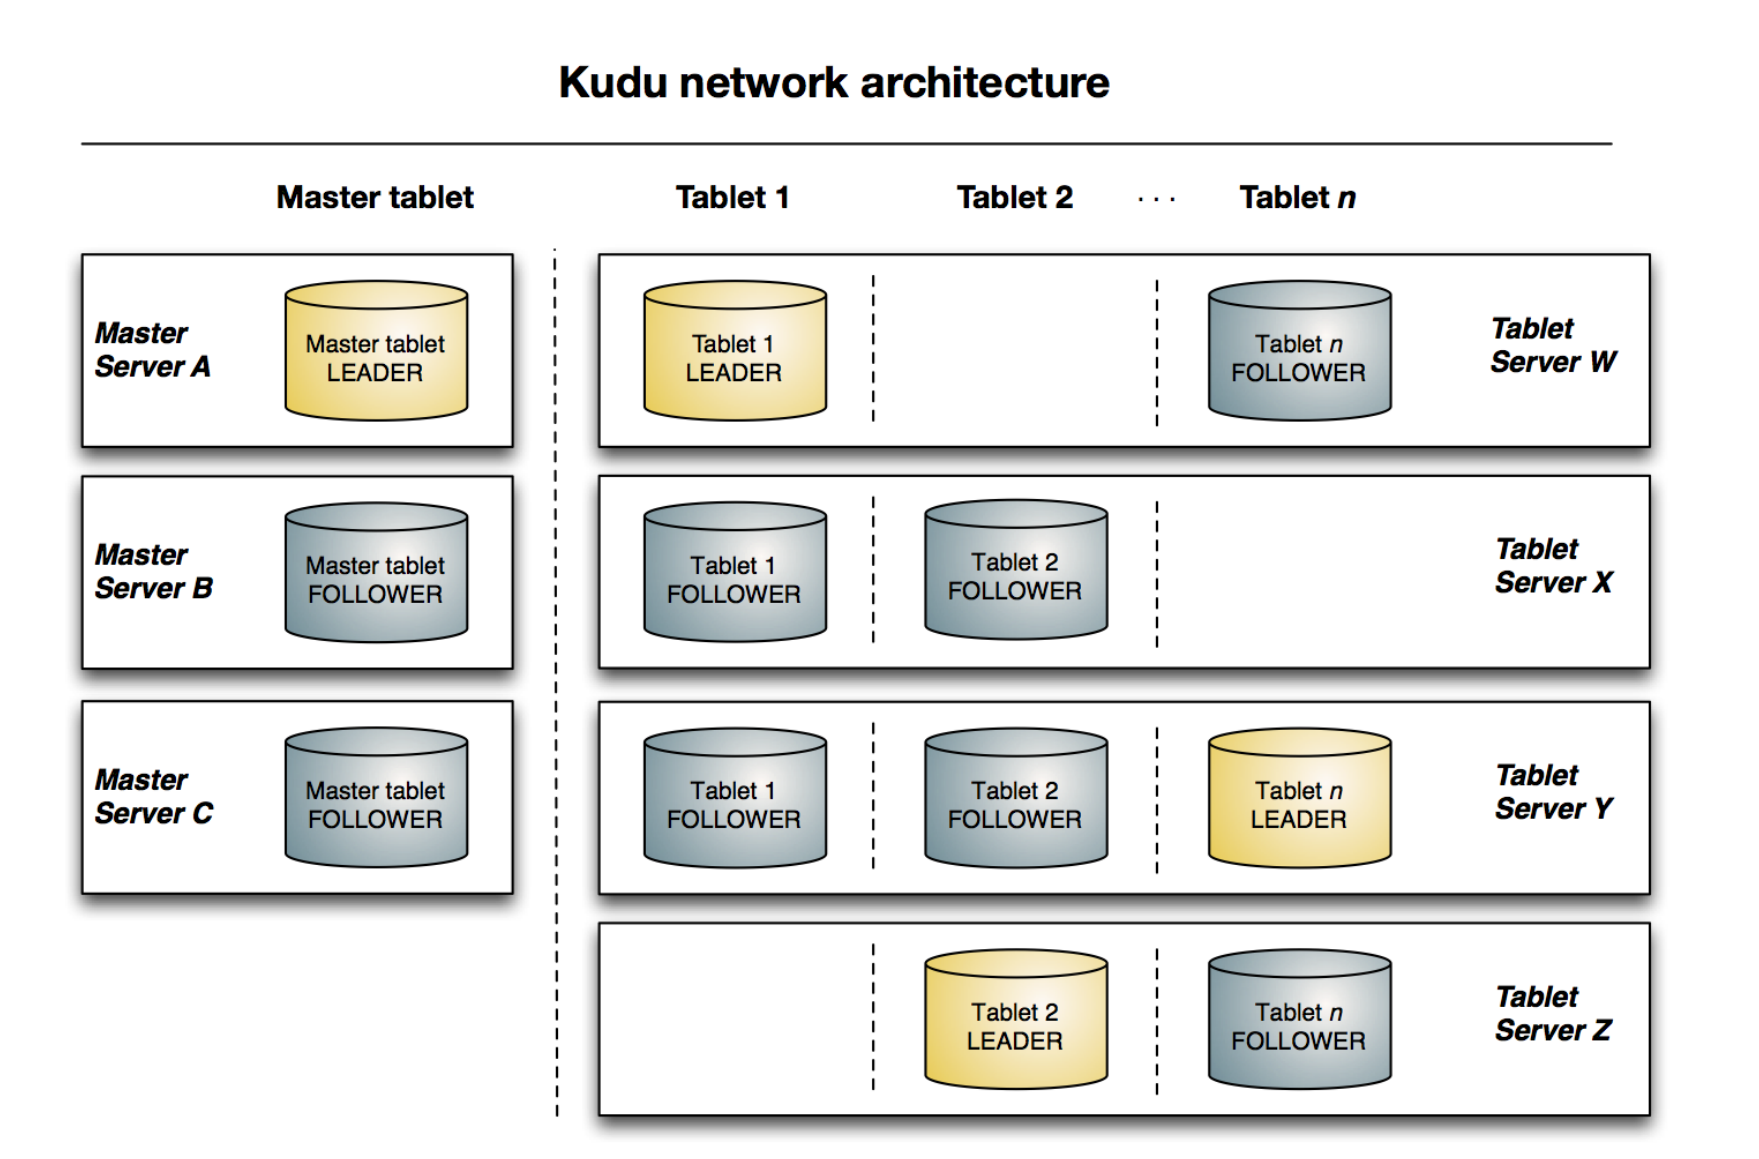 Kudu network architecture
Master tablet
Tablet 1
Tablet 2
. . .
Tablet n
Master
Server A
Master tablet
LEADER
Tablet 1
LEADER
Tablet n
FOLLOWER
Tablet
Server W
Master
Server B
Master tablet
FOLLOWER
Tablet 1
FOLLOWER
Tablet 2
FOLLOWER
Tablet
Server X
Master
Server C
Master tablet
FOLLOWER
Tablet 1
FOLLOWER
Tablet 2
FOLLOWER
Tablet n
LEADER
Tablet
Server Y
Tablet 2
LEADER
Tablet n
FOLLOWER
Tablet
Server Z